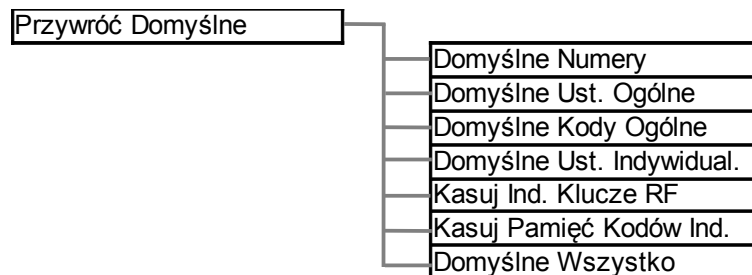 Przywróć Domyślne
Domyślne Numery
Domyślne Ust. Ogólne
Domyślne Kody Ogólne
Domyślne Ust. Indywidual.
Kasuj Ind. Klucze RF
Kasuj Pamięć Kodów Ind.
Domyślne Wszystko